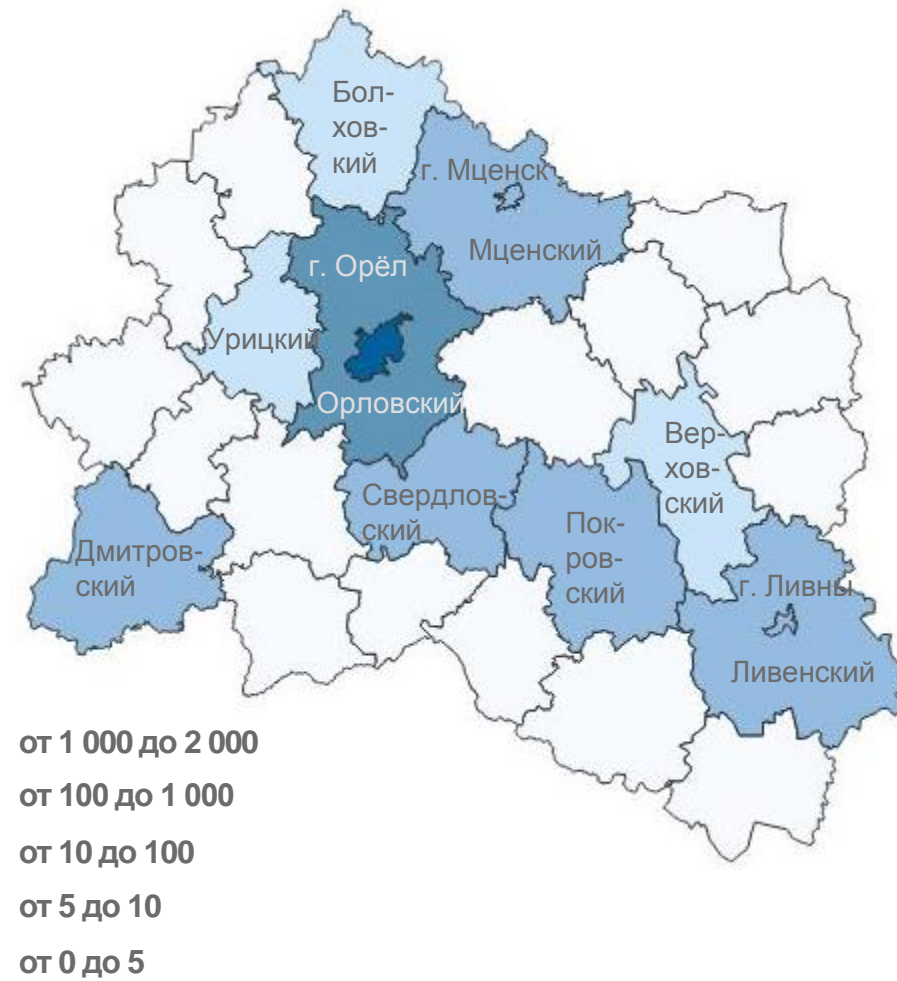 Бол-
хов-
кий
г. Мценск
Мценский
г. Орёл
Урицкий
Орловский
Вер-
хов-
ский
Свердлов-
ский
Пок-
ров-
ский
Дмитров-
ский
г. Ливны
Ливенский
от 1 000 до 2 000
от 100 до 1 000
от 10 до 100
от 5 до 10
от 0 до 5